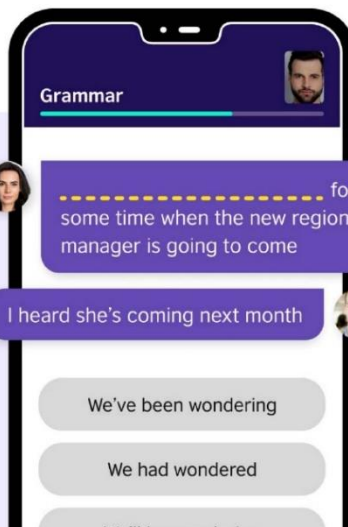 Grammar
fo
some time when the new region
manager is going to come
I heard she's coming next month
We've been wondering
We had wondered